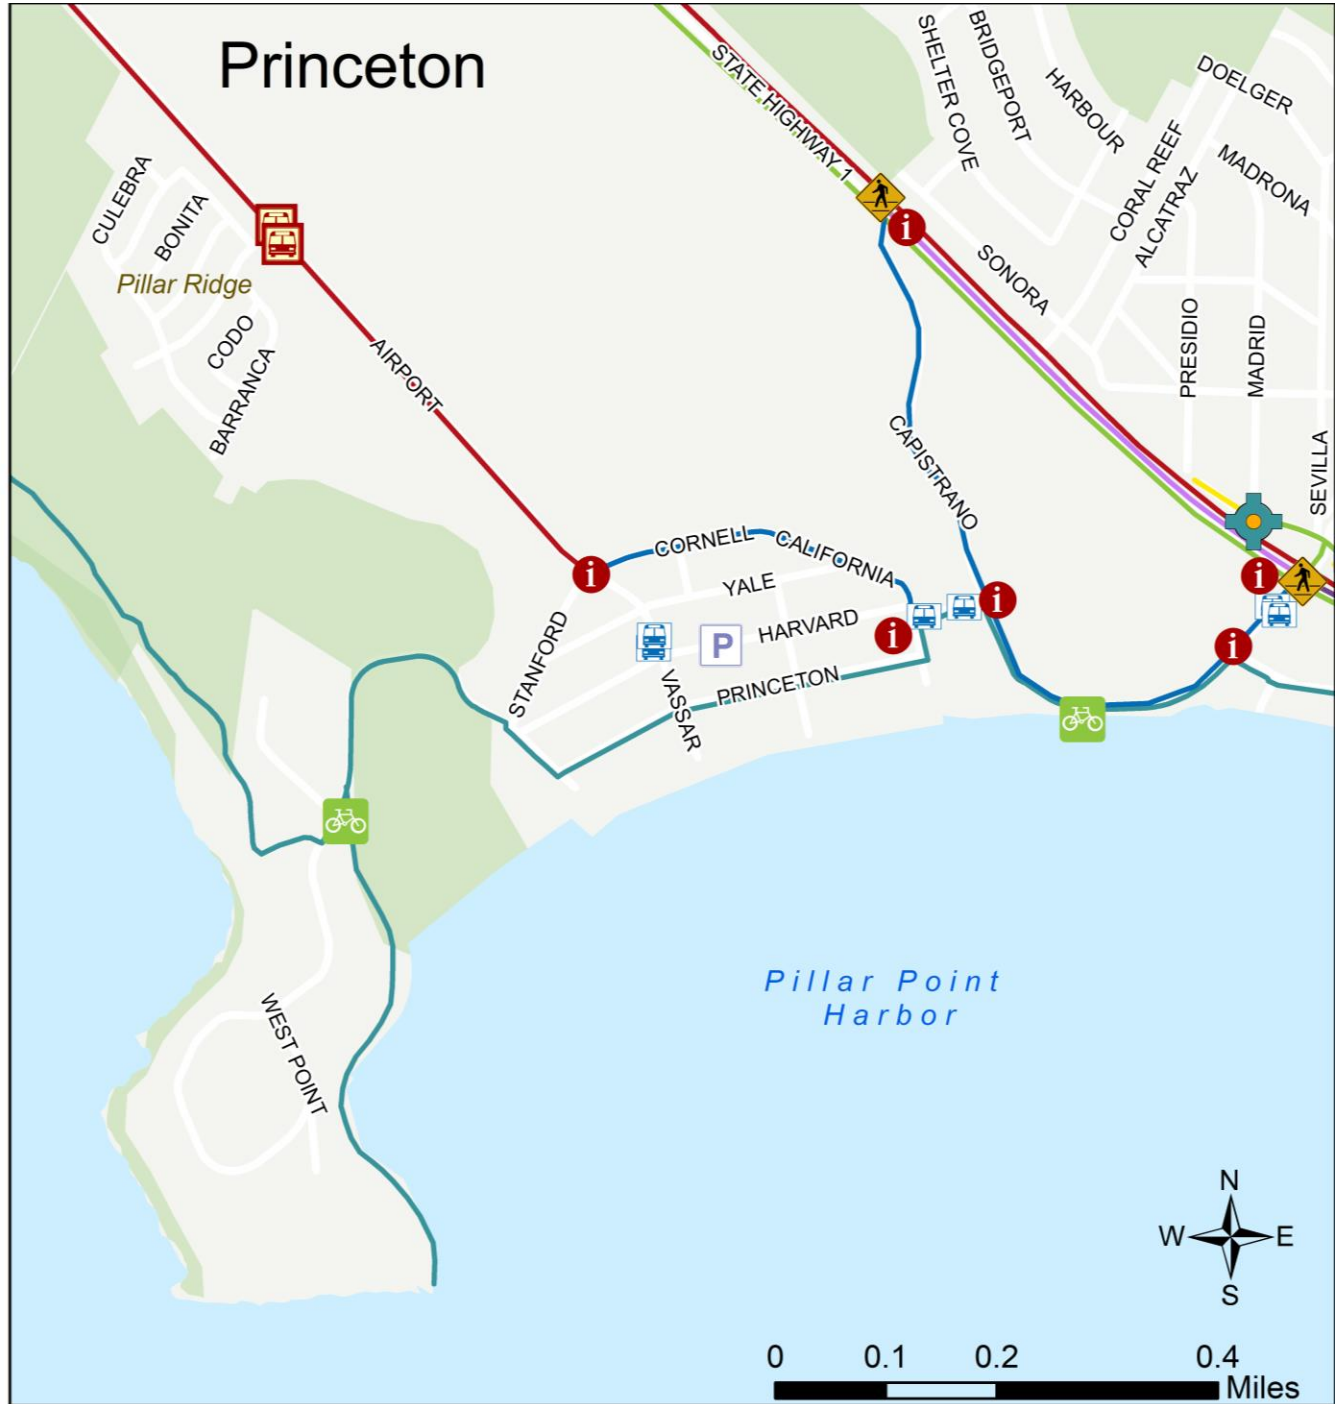 Princeton
STATE HIGHWAY 1
SHELTER COVE
BRIDGEPORT
HARBOUR
DOELGER
CORAL REEF
ALCATRAZ
MADRONA
CULEBRA
BONITA
Pillar Ridge
CODO
BARRANCA
AIRPORT
i
SONORA
PRESIDIO
MADRID
SEVILLA
CAPISTRANO
i
CORNELL
CALIFORNIA
YALE
i
i
STANFORD
P
HARVARD
i
i
VASSAR
PRINCETON
Pillar Point
Harbor
WEST POINT
N
W
E
S
0
0.1
0.2
0.4
Miles